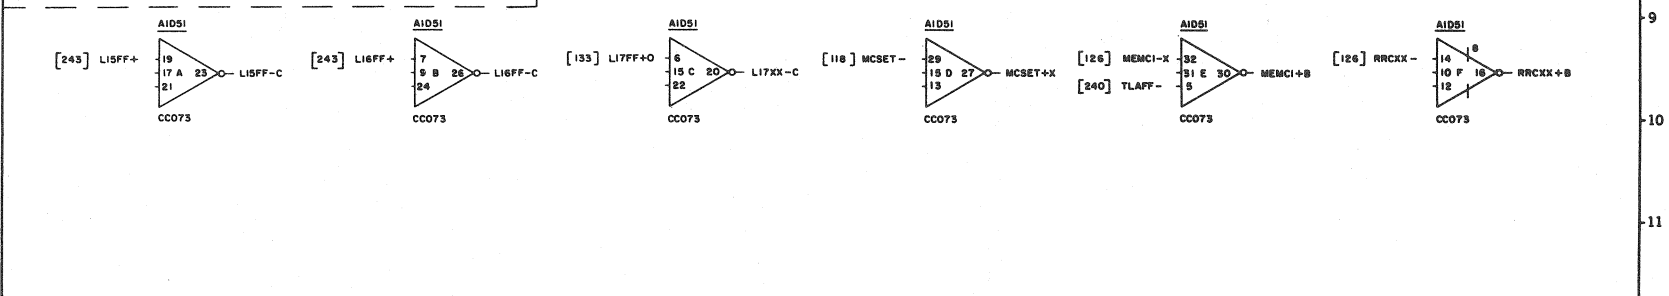 9
A1D51 A1D51 A1D51 A1D51 A1D51 A1D51
8
[243] L15FF+ 19 [243] L16FF+ 7 [133] L17FF+O 6 [118] MCSET- 29 [126] MEMC1-X 32 [126] RRCXX- 14
17 A 23 L15FF-C 9 B 26 L16FF-C 15 C 20 L17XX-C 15 D 27 MCSET+X 31 E 30 MEMC1+B 10 F 16 RRCXX+B
21 24 22 13 [240] TLAFF- 5 12
CC073 CC073 CC073 CC073 CC073 CC073
10
11